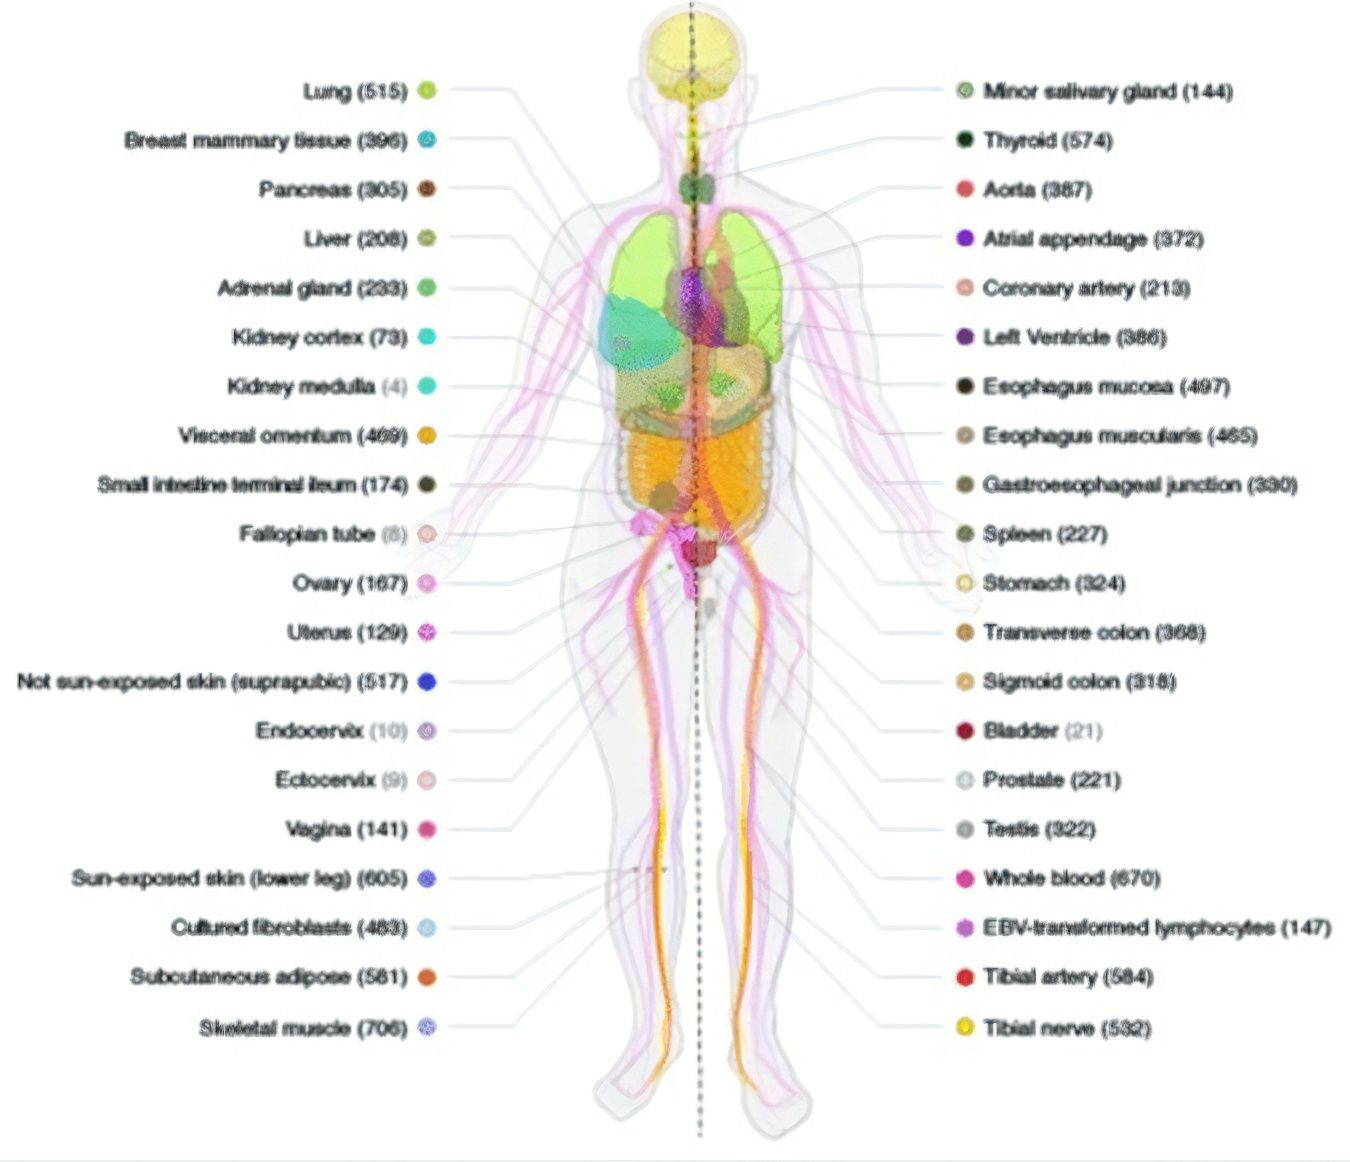 Lung (515)
Breast mammary tissue (396)
Pancreas (305)
Liver (208)
Adrenal gland (233)
Kidney cortex (73)
Kidney medulla (4)
Visceral omentum (469)
Small intestine terminal ileum (174)
Fallopian tube (8)
Ovary (167)
Uterus (129)
Not sun-exposed skin (suprapubic) (517)
Endocervix (10)
Ectocervix (9)
Vagina (141)
Sun-exposed skin (lower leg) (605)
Cultured fibroblasts (483)
Subcutaneous adipose (581)
Skeletal muscle (706)
Minor salivary gland (144)
Thyroid (574)
Aorta (387)
Atrial appendage (372)
Coronary artery (213)
Left Ventricle (386)
Esophagus mucosa (497)
Esophagus muscularis (465)
Gastroesophageal junction (330)
Spleen (227)
Stomach (324)
Transverse colon (368)
Sigmoid colon (318)
Bladder (21)
Prostate (221)
Testis (322)
Whole blood (670)
EBV-transformed lymphocytes (147)
Tibial artery (584)
Tibial nerve (532)